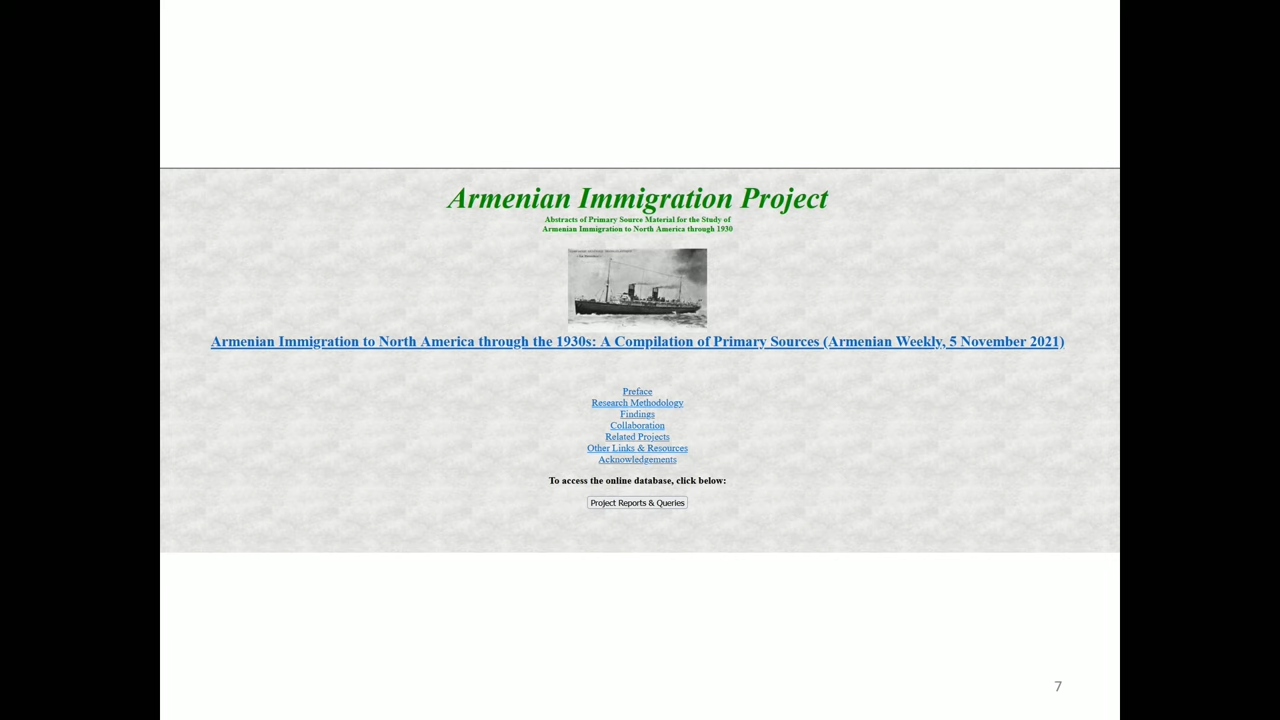 Armenian Immigration Project
Abstracts of Primary Source Material for the Study of
Armenian Immigration to North America through 1930
Armenian Immigration to North America through the 1930s: A Compilation of Primary Sources (Armenian Weekly, 5 November 2021)
Preface
Research Methodology
Findings
Collaboration
Related Projects
Other Links & Resources
Acknowledgements
To access the online database, click below:
Project Reports & Queries
7